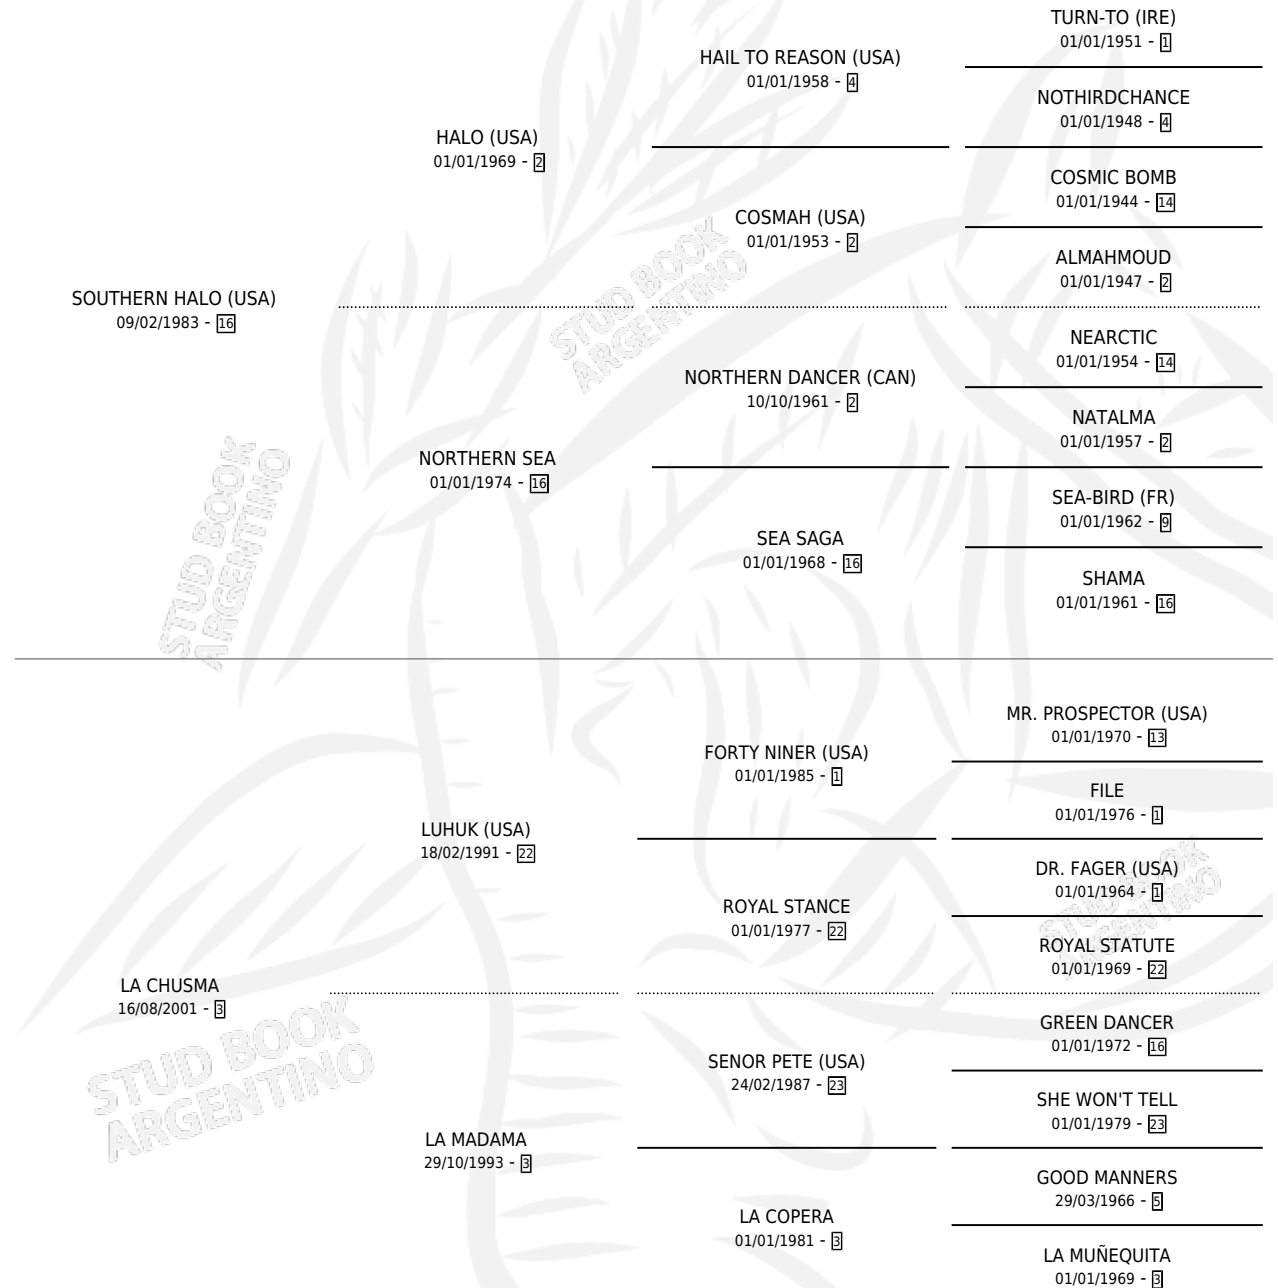 TURN-TO (IRE)
01/01/1951 - 1
HAIL TO REASON (USA)
01/01/1958 - 4
NOTHIRDCHANCE
01/01/1948 - 4
HALO (USA)
01/01/1969 - 2
COSMIC BOMB
01/01/1944 - 14
COSMAH (USA)
01/01/1953 - 2
ALMAHMOUD
01/01/1947 - 2
SOUTHERN HALO (USA)
09/02/1983 - 16
STUD BOOK
ARGENTINO
NEARCTIC
01/01/1954 - 14
NORTHERN DANCER (CAN)
10/10/1961 - 2
NATALMA
01/01/1957 - 2
NORTHERN SEA
01/01/1974 - 16
SEA-BIRD (FR)
01/01/1962 - 9
SEA SAGA
01/01/1968 - 16
SHAMA
01/01/1961 - 16
STUD BOOK
ARGENTINO
MR. PROSPECTOR (USA)
01/01/1970 - 13
FORTY NINER (USA)
01/01/1985 - 1
FILE
01/01/1976 - 1
LUHUK (USA)
18/02/1991 - 22
DR. FAGER (USA)
01/01/1964 - 1
ROYAL STANCE
01/01/1977 - 22
STUD BOOK
ARGENTINO
ROYAL STATUTE
01/01/1969 - 22
LA CHUSMA
16/08/2001 - 3
STUD BOOK
ARGENTINO
GREEN DANCER
01/01/1972 - 16
SENOR PETE (USA)
24/02/1987 - 23
SHE WON'T TELL
01/01/1979 - 23
LA MADAMA
29/10/1993 - 3
GOOD MANNERS
29/03/1966 - 5
LA COPERA
01/01/1981 - 3
LA MUÑEQUITA
01/01/1969 - 3